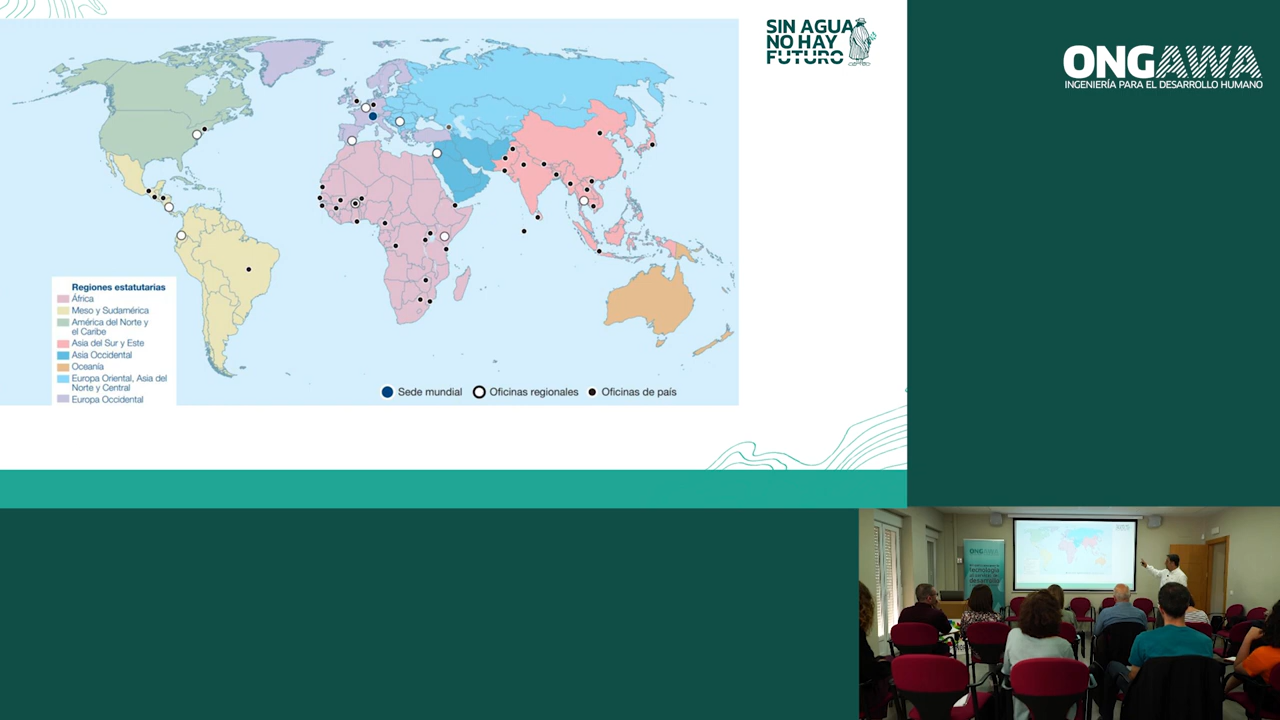 SIN AGUA
NO HAY
FUTURO
ONGAWA
INGENIERÍA PARA EL DESARROLLO HUMANO
Regiones estatutarias
África
Meso y Sudamérica
América del Norte y
el Caribe
Asia del Sur y Este
Asia Occidental
Oceanía
Europa Oriental, Asia del
Norte y Central
Europa Occidental
Sede mundial
Oficinas regionales
Oficinas de país
ONGAWA
tecnología